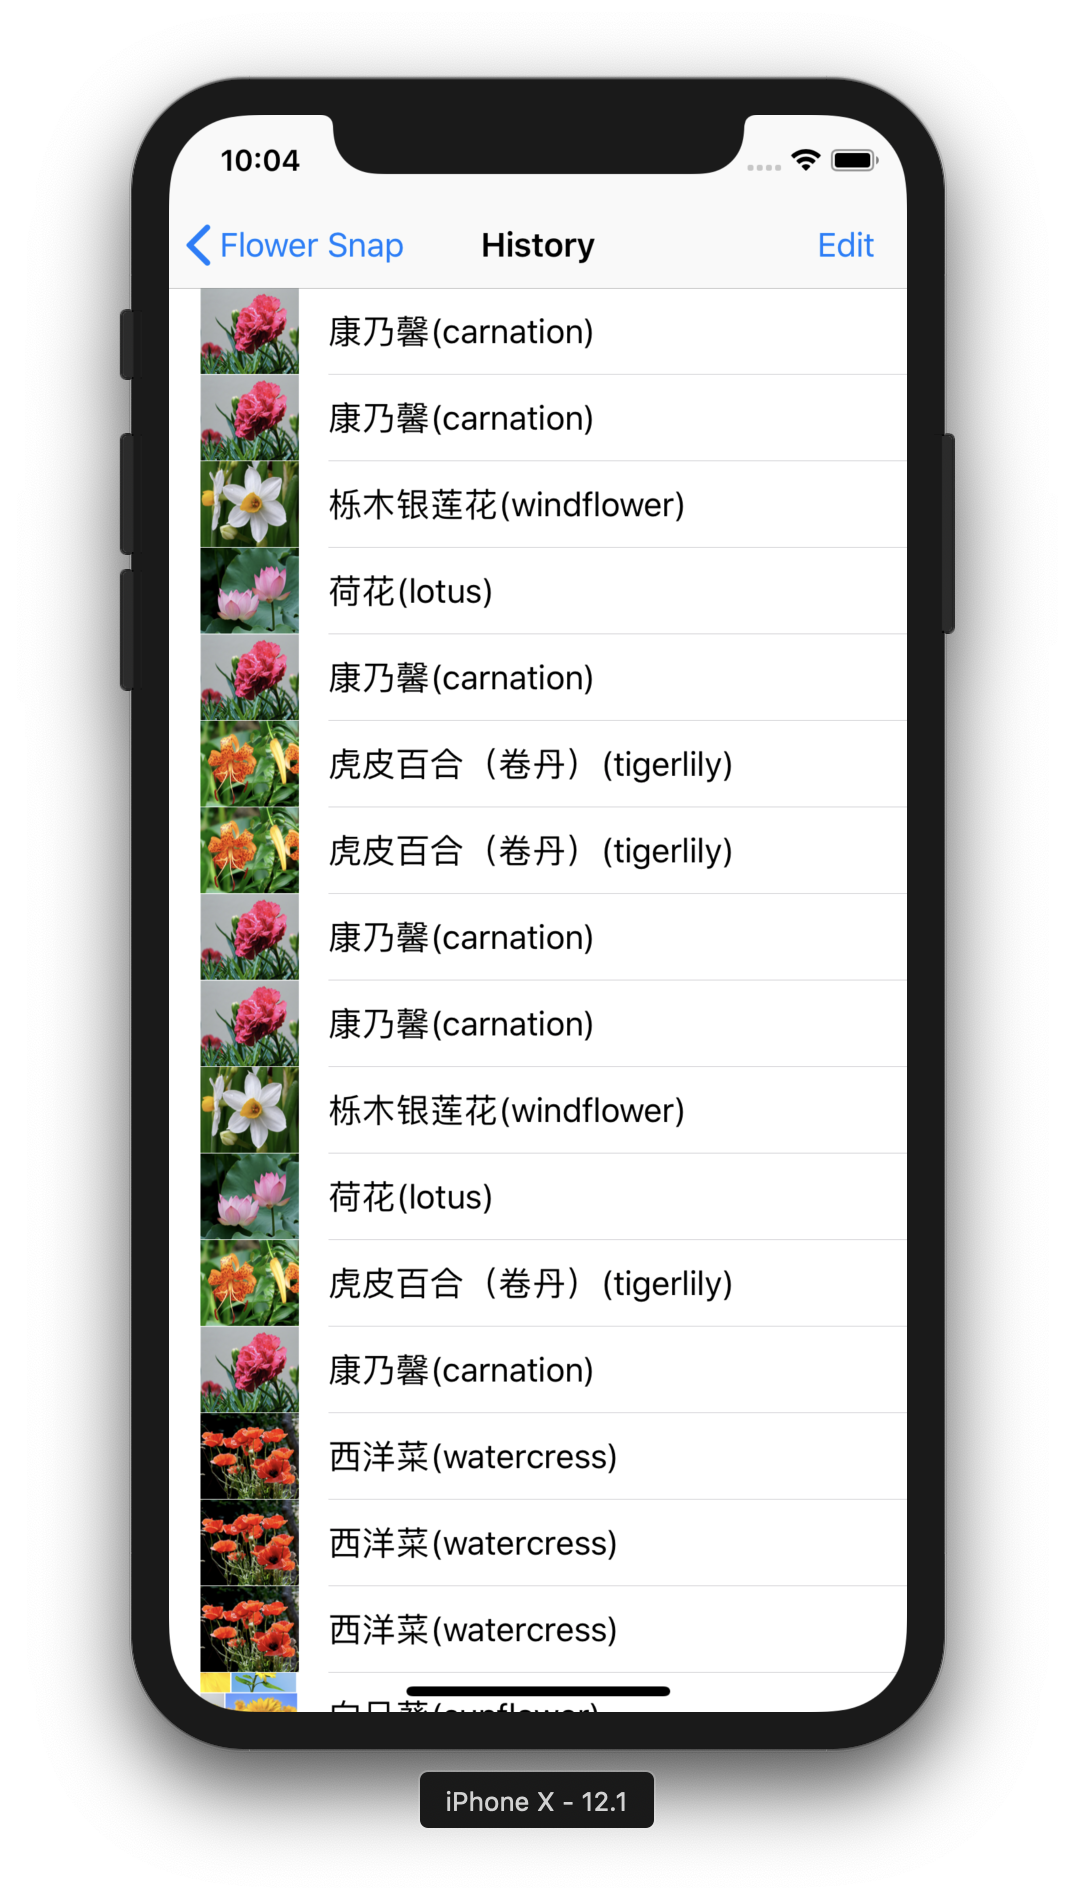 10:04
Flower Snap
History
Edit
康乃馨(carnation)
康乃馨(carnation)
栎木银莲花(windflower)
荷花(lotus)
康乃馨(carnation)
虎皮百合（卷丹）(tigerlily)
虎皮百合（卷丹）(tigerlily)
康乃馨(carnation)
康乃馨(carnation)
栎木银莲花(windflower)
荷花(lotus)
虎皮百合（卷丹）(tigerlily)
康乃馨(carnation)
西洋菜(watercress)
西洋菜(watercress)
西洋菜(watercress)
向日葵(sunflower)
iPhone X - 12.1